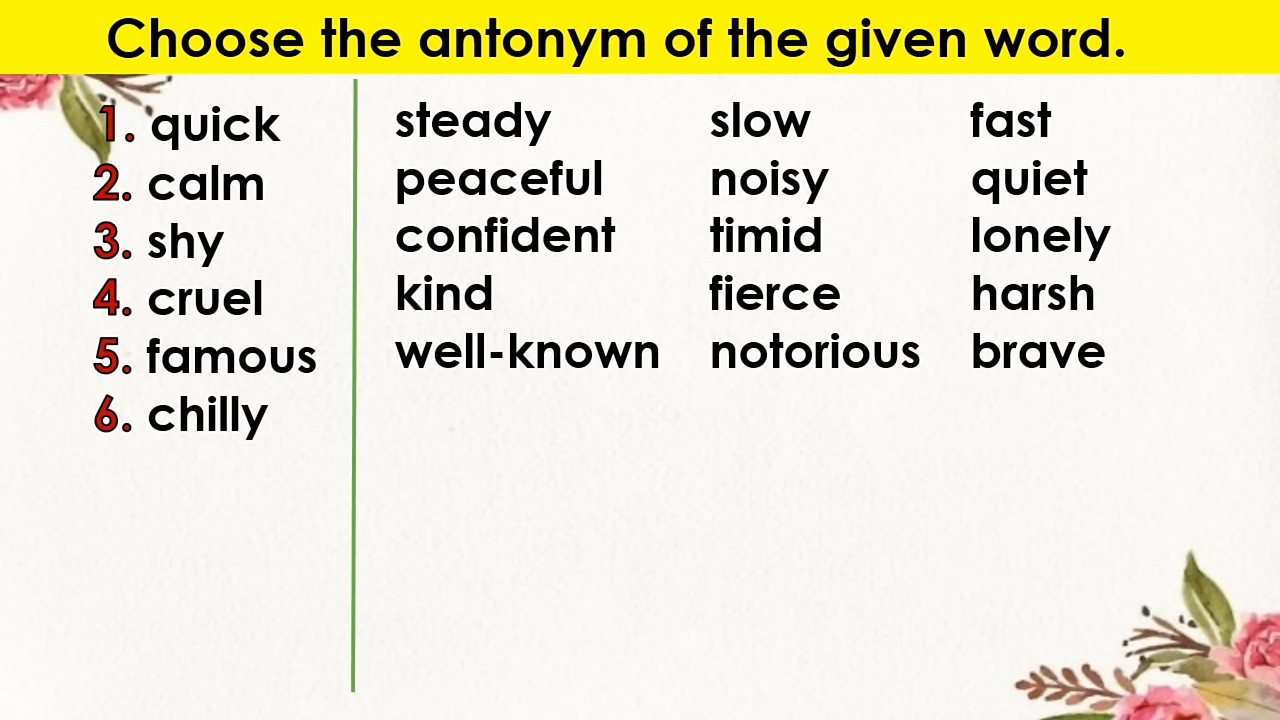 Choose the antonym of the given word.
1. quick steady slow fast
2. calm peaceful noisy quiet
3. shy confident timid lonely
4. cruel kind fierce harsh
5. famous well-known notorious brave
6. chilly